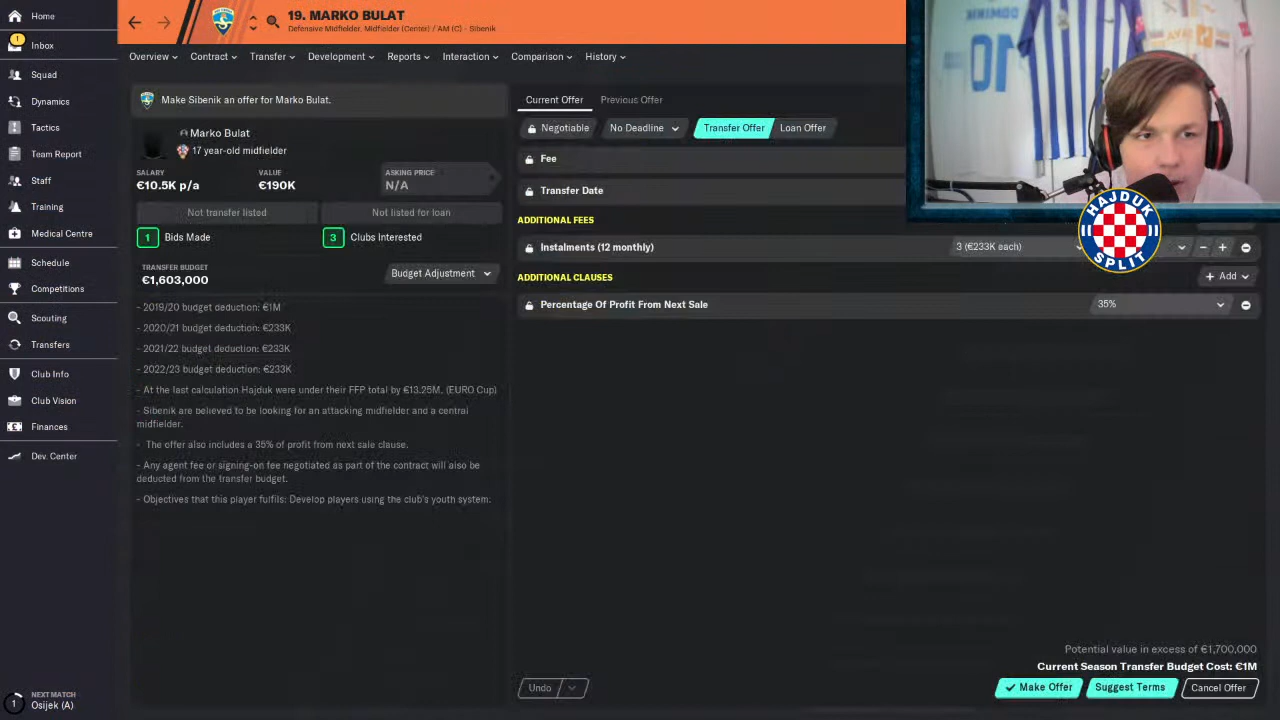 Home
19. MARKO BULAT
Defensive Midfielder, Midfielder (Center) / AM (C) - Sibenik
1
Inbox
Overview
Contract
Transfer
Development
Reports
Interaction
Comparison
History
Squad
Dynamics
Tactics
Team Report
Staff
Training
Medical Centre
Schedule
Competitions
Scouting
Transfers
Club Info
Club Vision
Finances
Dev. Center
NEXT MATCH
1
Osijek (A)
Make Sibenik an offer for Marko Bulat.
Marko Bulat
17 year-old midfielder
SALARY
€10.5K p/a
VALUE
€190K
ASKING PRICE
N/A
Not transfer listed
Not listed for loan
1 Bids Made
3 Clubs Interested
TRANSFER BUDGET
€1,603,000
Budget Adjustment
- 2019/20 budget deduction: €1M
- 2020/21 budget deduction: €233K
- 2021/22 budget deduction: €233K
- 2022/23 budget deduction: €233K
- At the last calculation Hajduk were under their FFP total by €13.25M. (EURO Cup)
- Sibenik are believed to be looking for an attacking midfielder and a central
midfielder.
- The offer also includes a 35% of profit from next sale clause.
- Any agent fee or signing-on fee negotiated as part of the contract will also be
deducted from the transfer budget.
- Objectives that this player fulfils: Develop players using the club's youth system.
Current Offer
Previous Offer
Negotiable
No Deadline
Transfer Offer
Loan Offer
Fee
Transfer Date
ADDITIONAL FEES
Instalments (12 monthly)
3 (€233K each)
ADDITIONAL CLAUSES
+ Add
Percentage Of Profit From Next Sale
35%
DOMINIK
10
HAJDUK
SPLIT
Potential value in excess of €1,700,000
Current Season Transfer Budget Cost: €1M
Undo
Make Offer
Suggest Terms
Cancel Offer